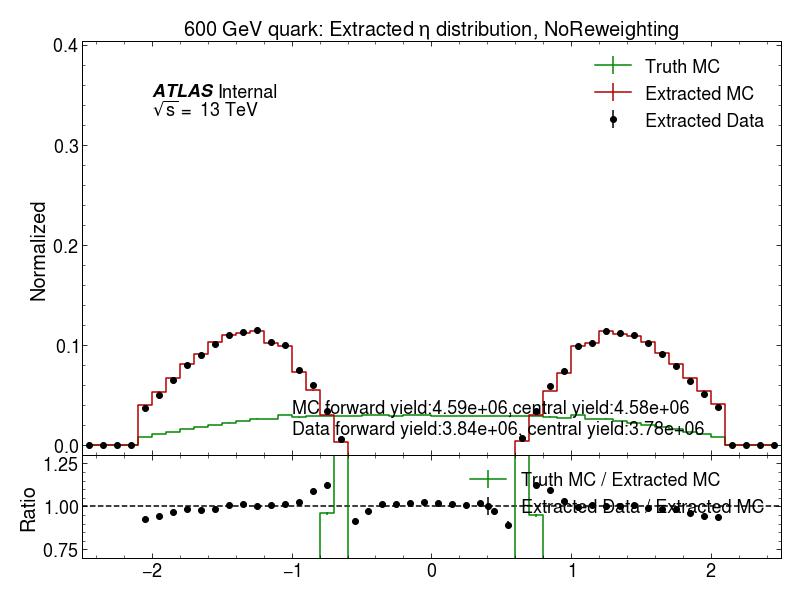 600 GeV quark: Extracted η distribution, NoReweighting
0.4
0.3
0.2
0.1
0.0
Normalized
ATLAS Internal
√s = 13 TeV
Truth MC
Extracted MC
Extracted Data
MC forward yield:4.59e+06,central yield:4.58e+06
Data forward yield:3.84e+06, central yield:3.78e+06
1.25
1.00
0.75
Ratio
Truth MC / Extracted MC
Extracted Data / Extracted MC
−2 −1 0 1 2